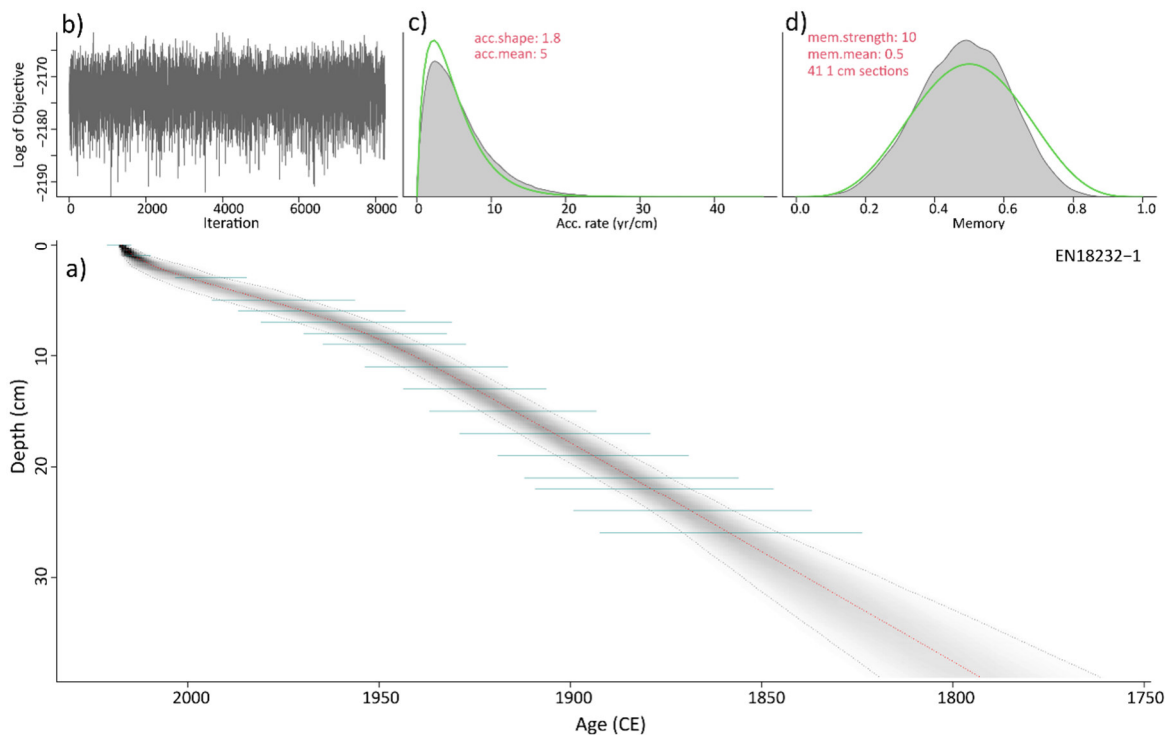 b)
Log of Objective
−2170
−2180
−2190
0 2000 4000 6000 8000
Iteration
c)
acc.shape: 1.8
acc.mean: 5
0 10 20 30 40
Acc. rate (yr/cm)
d)
mem.strength: 10
mem.mean: 0.5
41 1 cm sections
0.0 0.2 0.4 0.6 0.8 1.0
Memory
a)
EN18232−1
Depth (cm)
0
10
20
30
2000 1950 1900 1850 1800 1750
Age (CE)